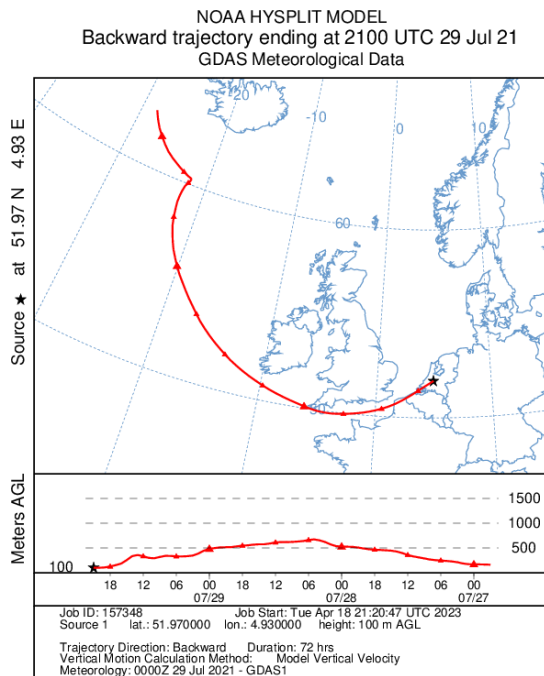 NOAA HYSPLIT MODEL
Backward trajectory ending at 2100 UTC 29 Jul 21
GDAS Meteorological Data
Source ★ at 51.97 N 4.93 E
20
-10
0
10
60
Meters AGL
1500
1000
500
100
18 12 06 00 18 12 06 00 18 12 06 00
07/29 07/28 07/27
Job ID: 157348 Job Start: Tue Apr 18 21:20:47 UTC 2023
Source 1 lat.: 51.970000 lon.: 4.930000 height: 100 m AGL
Trajectory Direction: Backward Duration: 72 hrs
Vertical Motion Calculation Method: Model Vertical Velocity
Meteorology: 0000Z 29 Jul 2021 - GDAS1